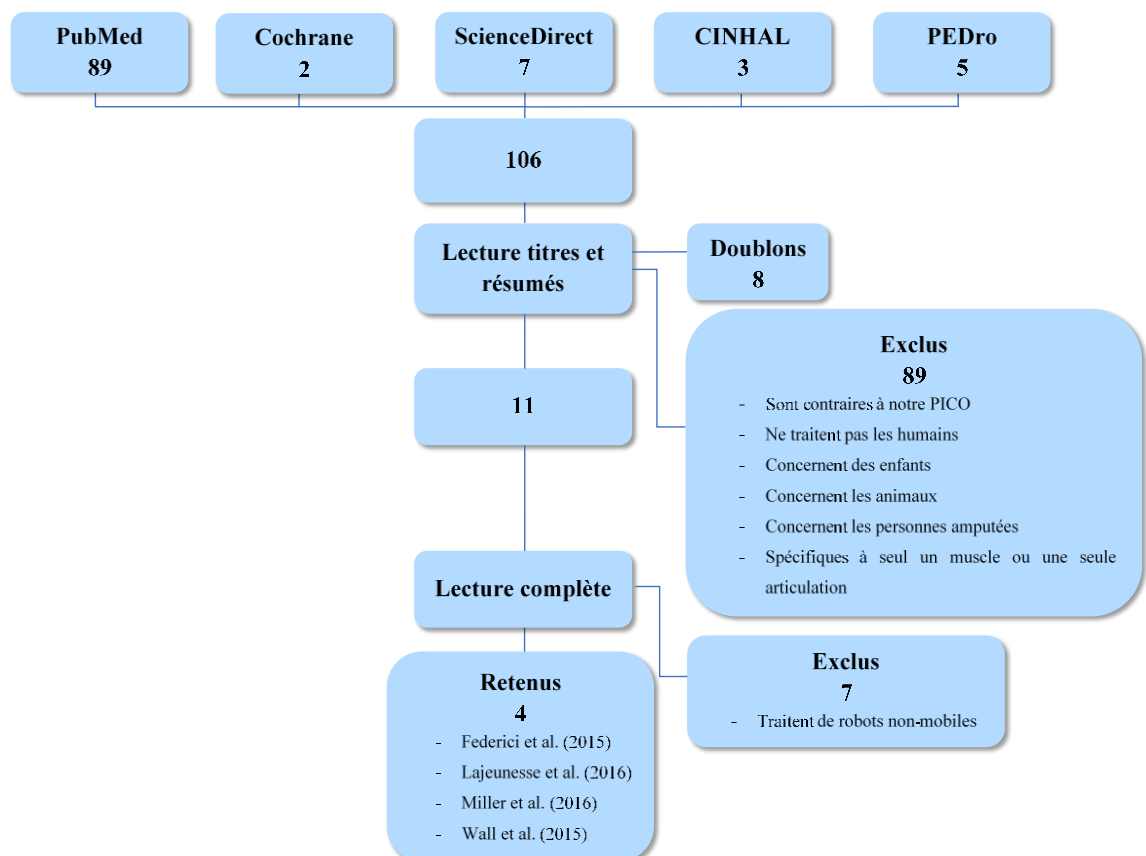 PubMed
89
Cochrane
2
ScienceDirect
7
CINHAL
3
PEDro
5
106
Lecture titres et
résumés
Doublons
8
Exclus
89
- Sont contraires à notre PICO
- Ne traitent pas les humains
- Concernent des enfants
- Concernent les animaux
- Concernent les personnes amputées
- Spécifiques à seul un muscle ou une seule
articulation
11
Lecture complète
Exclus
7
- Traitent de robots non-mobiles
Retenus
4
- Federici et al. (2015)
- Lajeunesse et al. (2016)
- Miller et al. (2016)
- Wall et al. (2015)